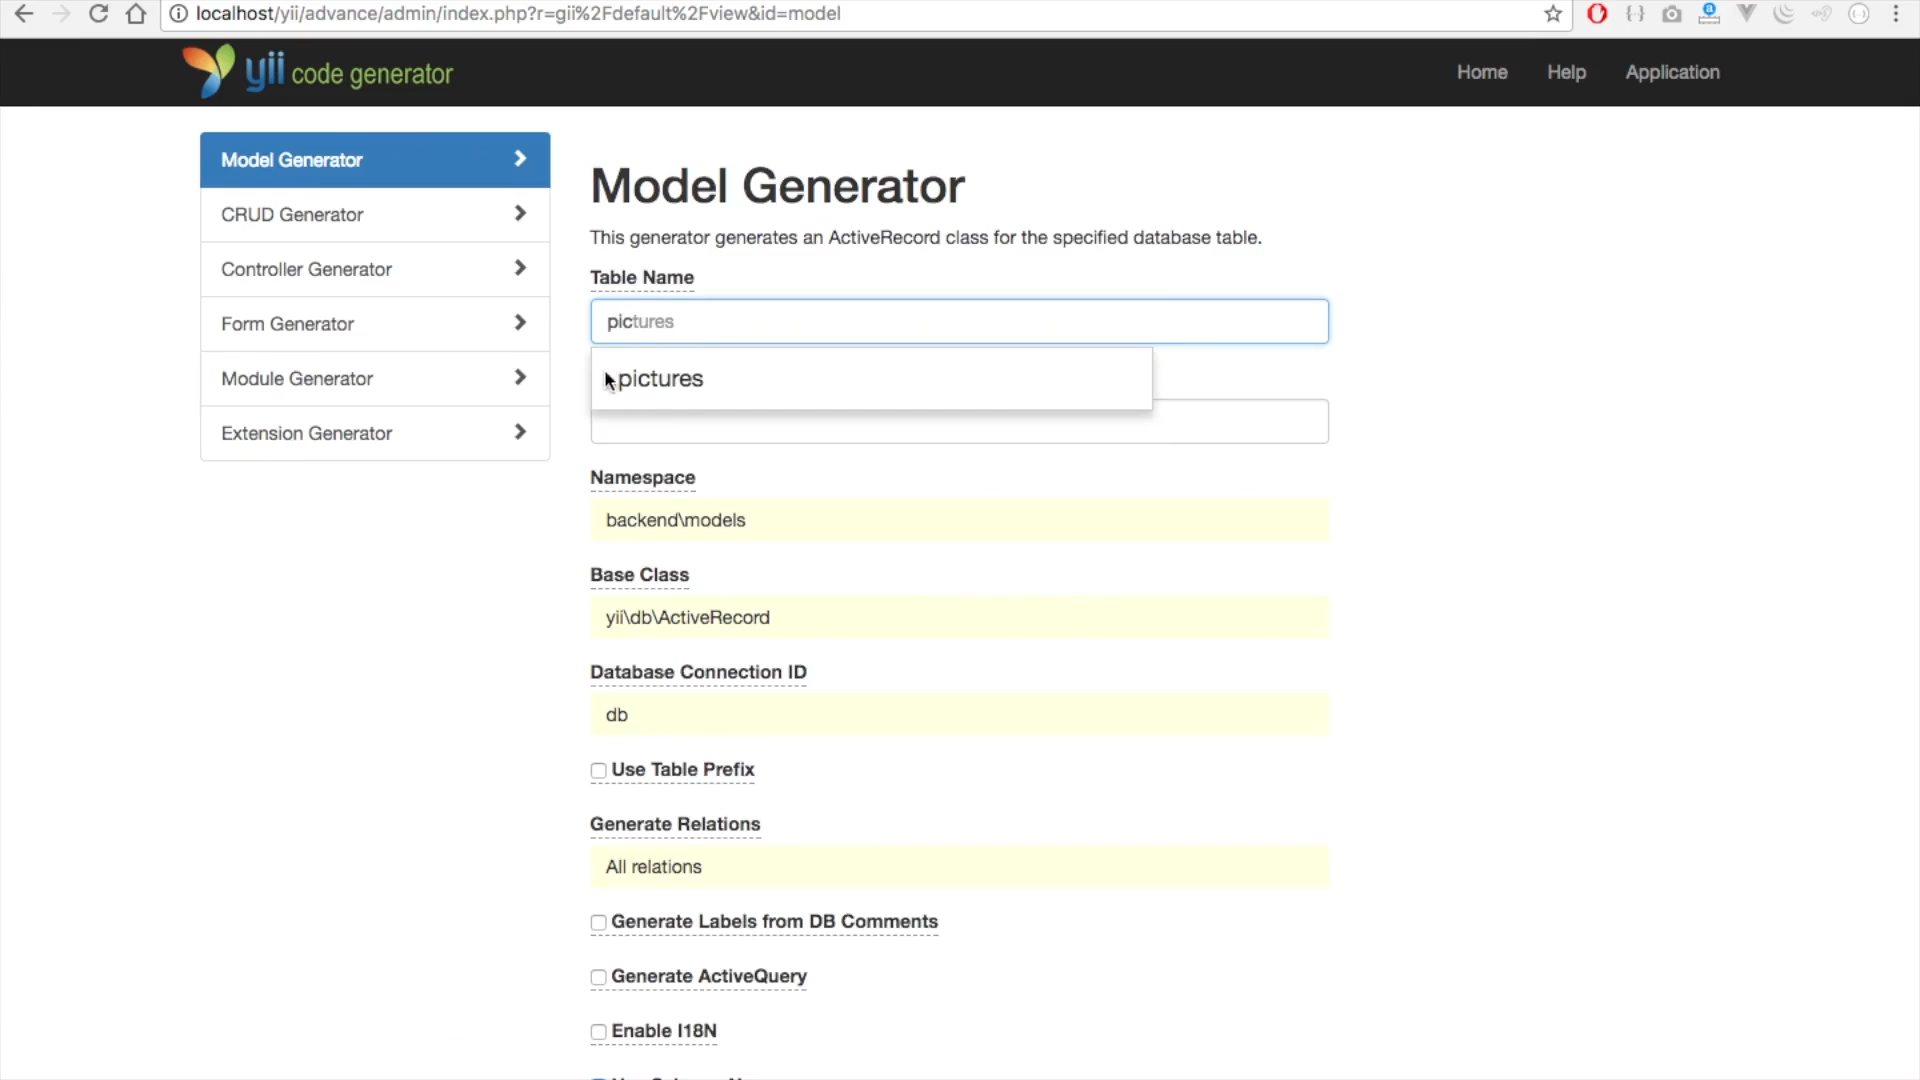 localhost/yii/advance/admin/index.php?r=gii%2Fdefault%2Fview&id=model
yii code generator
Home
Help
Application
Model Generator
CRUD Generator
Controller Generator
Form Generator
Module Generator
Extension Generator
Model Generator
This generator generates an ActiveRecord class for the specified database table.
Table Name
pictures
pictures
Namespace
backend\models
Base Class
yii\db\ActiveRecord
Database Connection ID
db
Use Table Prefix
Generate Relations
All relations
Generate Labels from DB Comments
Generate ActiveQuery
Enable I18N